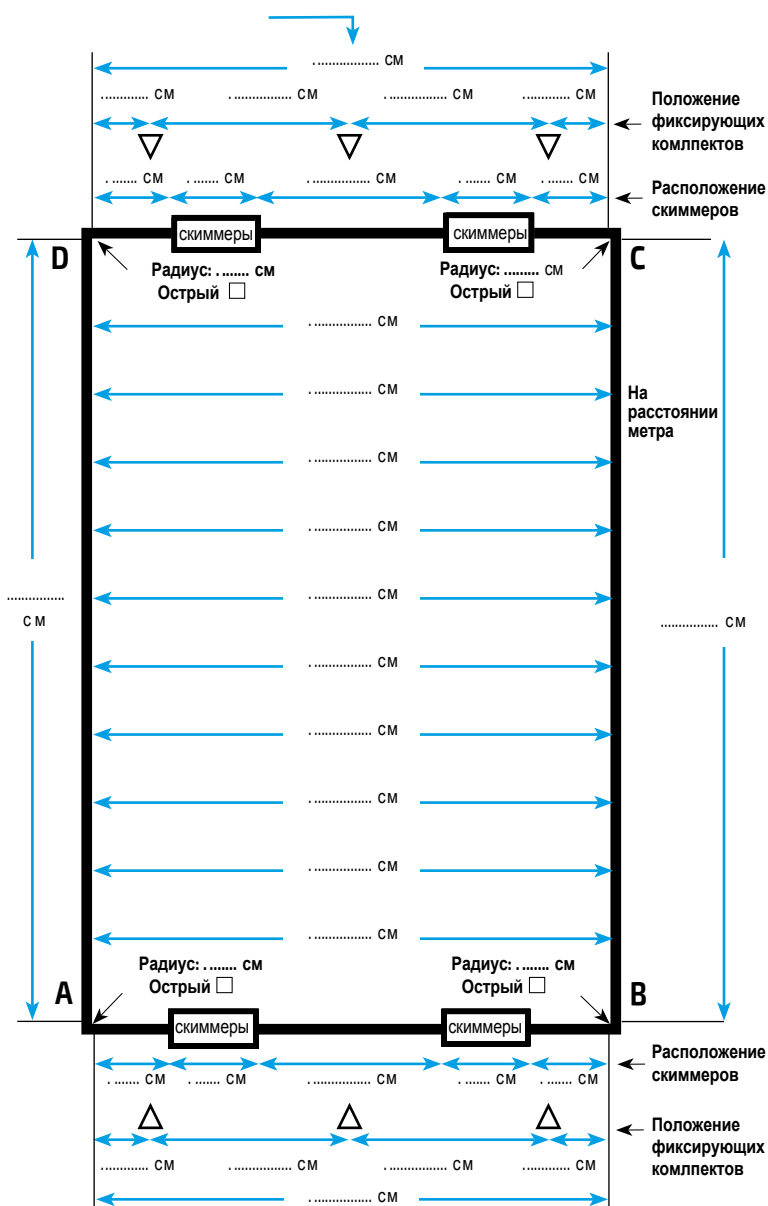 ................. см
............. см ............. см ............. см ............. см
Положение
фиксирующих
комлпектов
. ....... см . ....... см . ................ см . ....... см . ....... см
Расположение
скиммеров
скиммеры скиммеры
D C
Радиус: . ....... см Радиус: ......... см
Острый □ Острый □
. ................ см
. ................ см
На
расстоянии
метра
. ................ см
. ................ см
. ................ см
................
см
................ см
. ................ см
. ................ см
. ................ см
. ................ см
. ................ см
Радиус: . ....... см Радиус: . ....... см
Острый □ Острый □
A B
скиммеры скиммеры
. ....... см . ....... см . ................ см . ....... см . ....... см
Расположение
скиммеров
Положение
фиксирующих
комлпектов
............. см ............. см ............. см ............. см
. ................ см